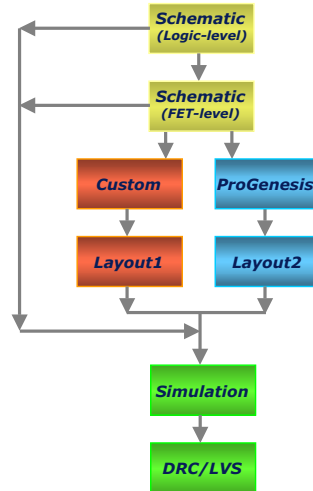 Schematic
(Logic-level)
Schematic
(FET-level)
Custom
ProGenesis
Layout1
Layout2
Simulation
DRC/LVS